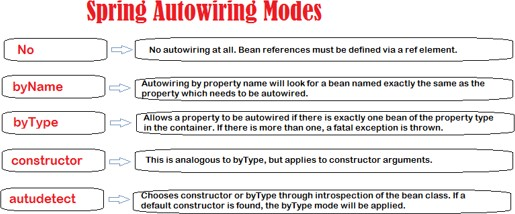 Spring Autowiring Modes
No
No autowiring at all. Bean references must be defined via a ref element.
byName
Autowiring by property name will look for a bean named exactly the same as the
property which needs to be autowired.
byType
Allows a property to be autowired if there is exactly one bean of the property type
in the container. If there is more than one, a fatal exception is thrown.
constructor
This is analogous to byType, but applies to constructor arguments.
autudetect
Chooses constructor or byType through introspection of the bean class. If a
default constructor is found, the byType mode will be applied.